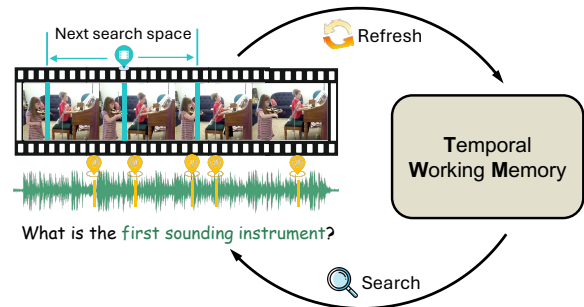 Next search space
Refresh
Temporal
Working Memory
What is the first sounding instrument?
Search